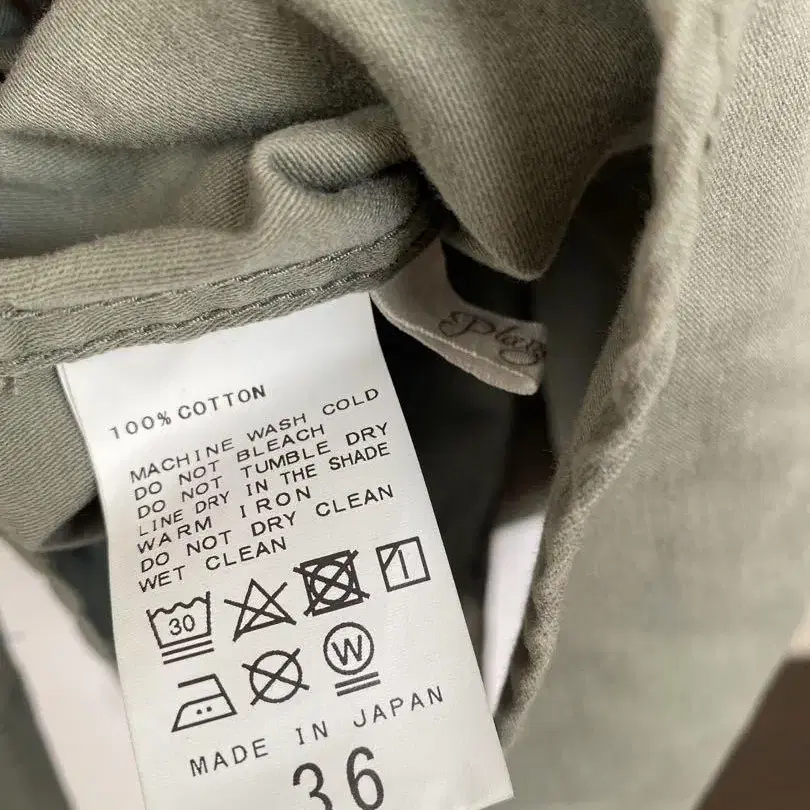 100% COTTON
MACHINE WASH COLD
DO NOT BLEACH
DO NOT TUMBLE DRY
LINE DRY IN THE SHADE
WARM IRON
DO NOT DRY CLEAN
WET CLEAN
30
W
MADE IN JAPAN
36